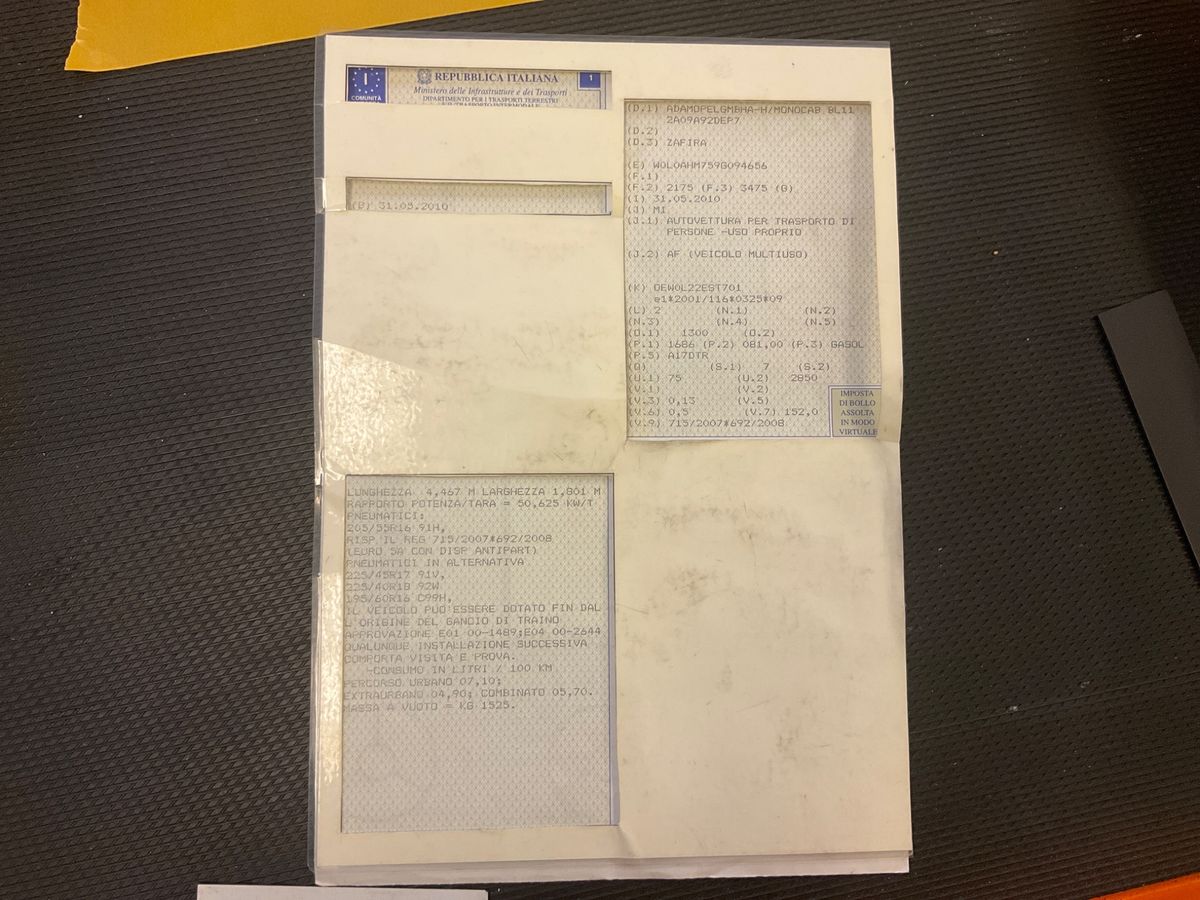 I
COMUNITÀ
REPUBBLICA ITALIANA
Ministero delle Infrastrutture e dei Trasporti
DIPARTIMENTO PER I TRASPORTI TERRESTRI
1
(B) 31.05.2010
(D.1) ADAMOPELGMBHA-H/MONOCAB BL11
2A09A92DEP7
(D.2)
(D.3) ZAFIRA
(E) WOLOAHM759G094656
(F.1)
(F.2) 2175 (F.3) 3475 (G)
(I) 31.05.2010
(J) MI
(J.1) AUTOVETTURA PER TRASPORTO DI
PERSONE -USO PROPRIO
(J.2) AF (VEICOLO MULTIUSO)
(K) OEWOL22EST701
e1*2001/116*0325*09
(L) 2 (N.1) (N.2)
(N.3) (N.4) (N.5)
(O.1) 1300 (O.2)
(P.1) 1686 (P.2) 081,00 (P.3) GASOL
(P.5) A17DTR
(Q) (S.1) 7 (S.2)
(U.1) 75 (U.2) 2850
(V.1) (V.2)
(V.3) 0,13 (V.5)
(V.6) 0,5 (V.7) 152,0
(V.9) 715/2007*692/2008
IMPOSTA
DI BOLLO
ASSOLTA
IN MODO
VIRTUALE
LUNGHEZZA 4,467 M LARGHEZZA 1,801 M
RAPPORTO POTENZA/TARA = 50,625 KW/T
PNEUMATICI:
205/55R16 91H,
RISP IL REG 715/2007*692/2008
(EURO 5A CON DISP ANTIPART)
PNEUMATICI IN ALTERNATIVA
225/45R17 91V,
225/40R18 92W
195/60R16 C99H,
IL VEICOLO PUO'ESSERE DOTATO FIN DAL
L'ORIGINE DEL GANCIO DI TRAINO
APPROVAZIONE E01 00-1489;E04 00-2644
QUALUNQUE INSTALLAZIONE SUCCESSIVA
COMPORTA VISITA E PROVA.
-CONSUMO IN LITRI / 100 KM
PERCORSO URBANO 07,10;
EXTRAURBANO 04,90; COMBINATO 05,70.
MASSA A VUOTO = KG 1525.